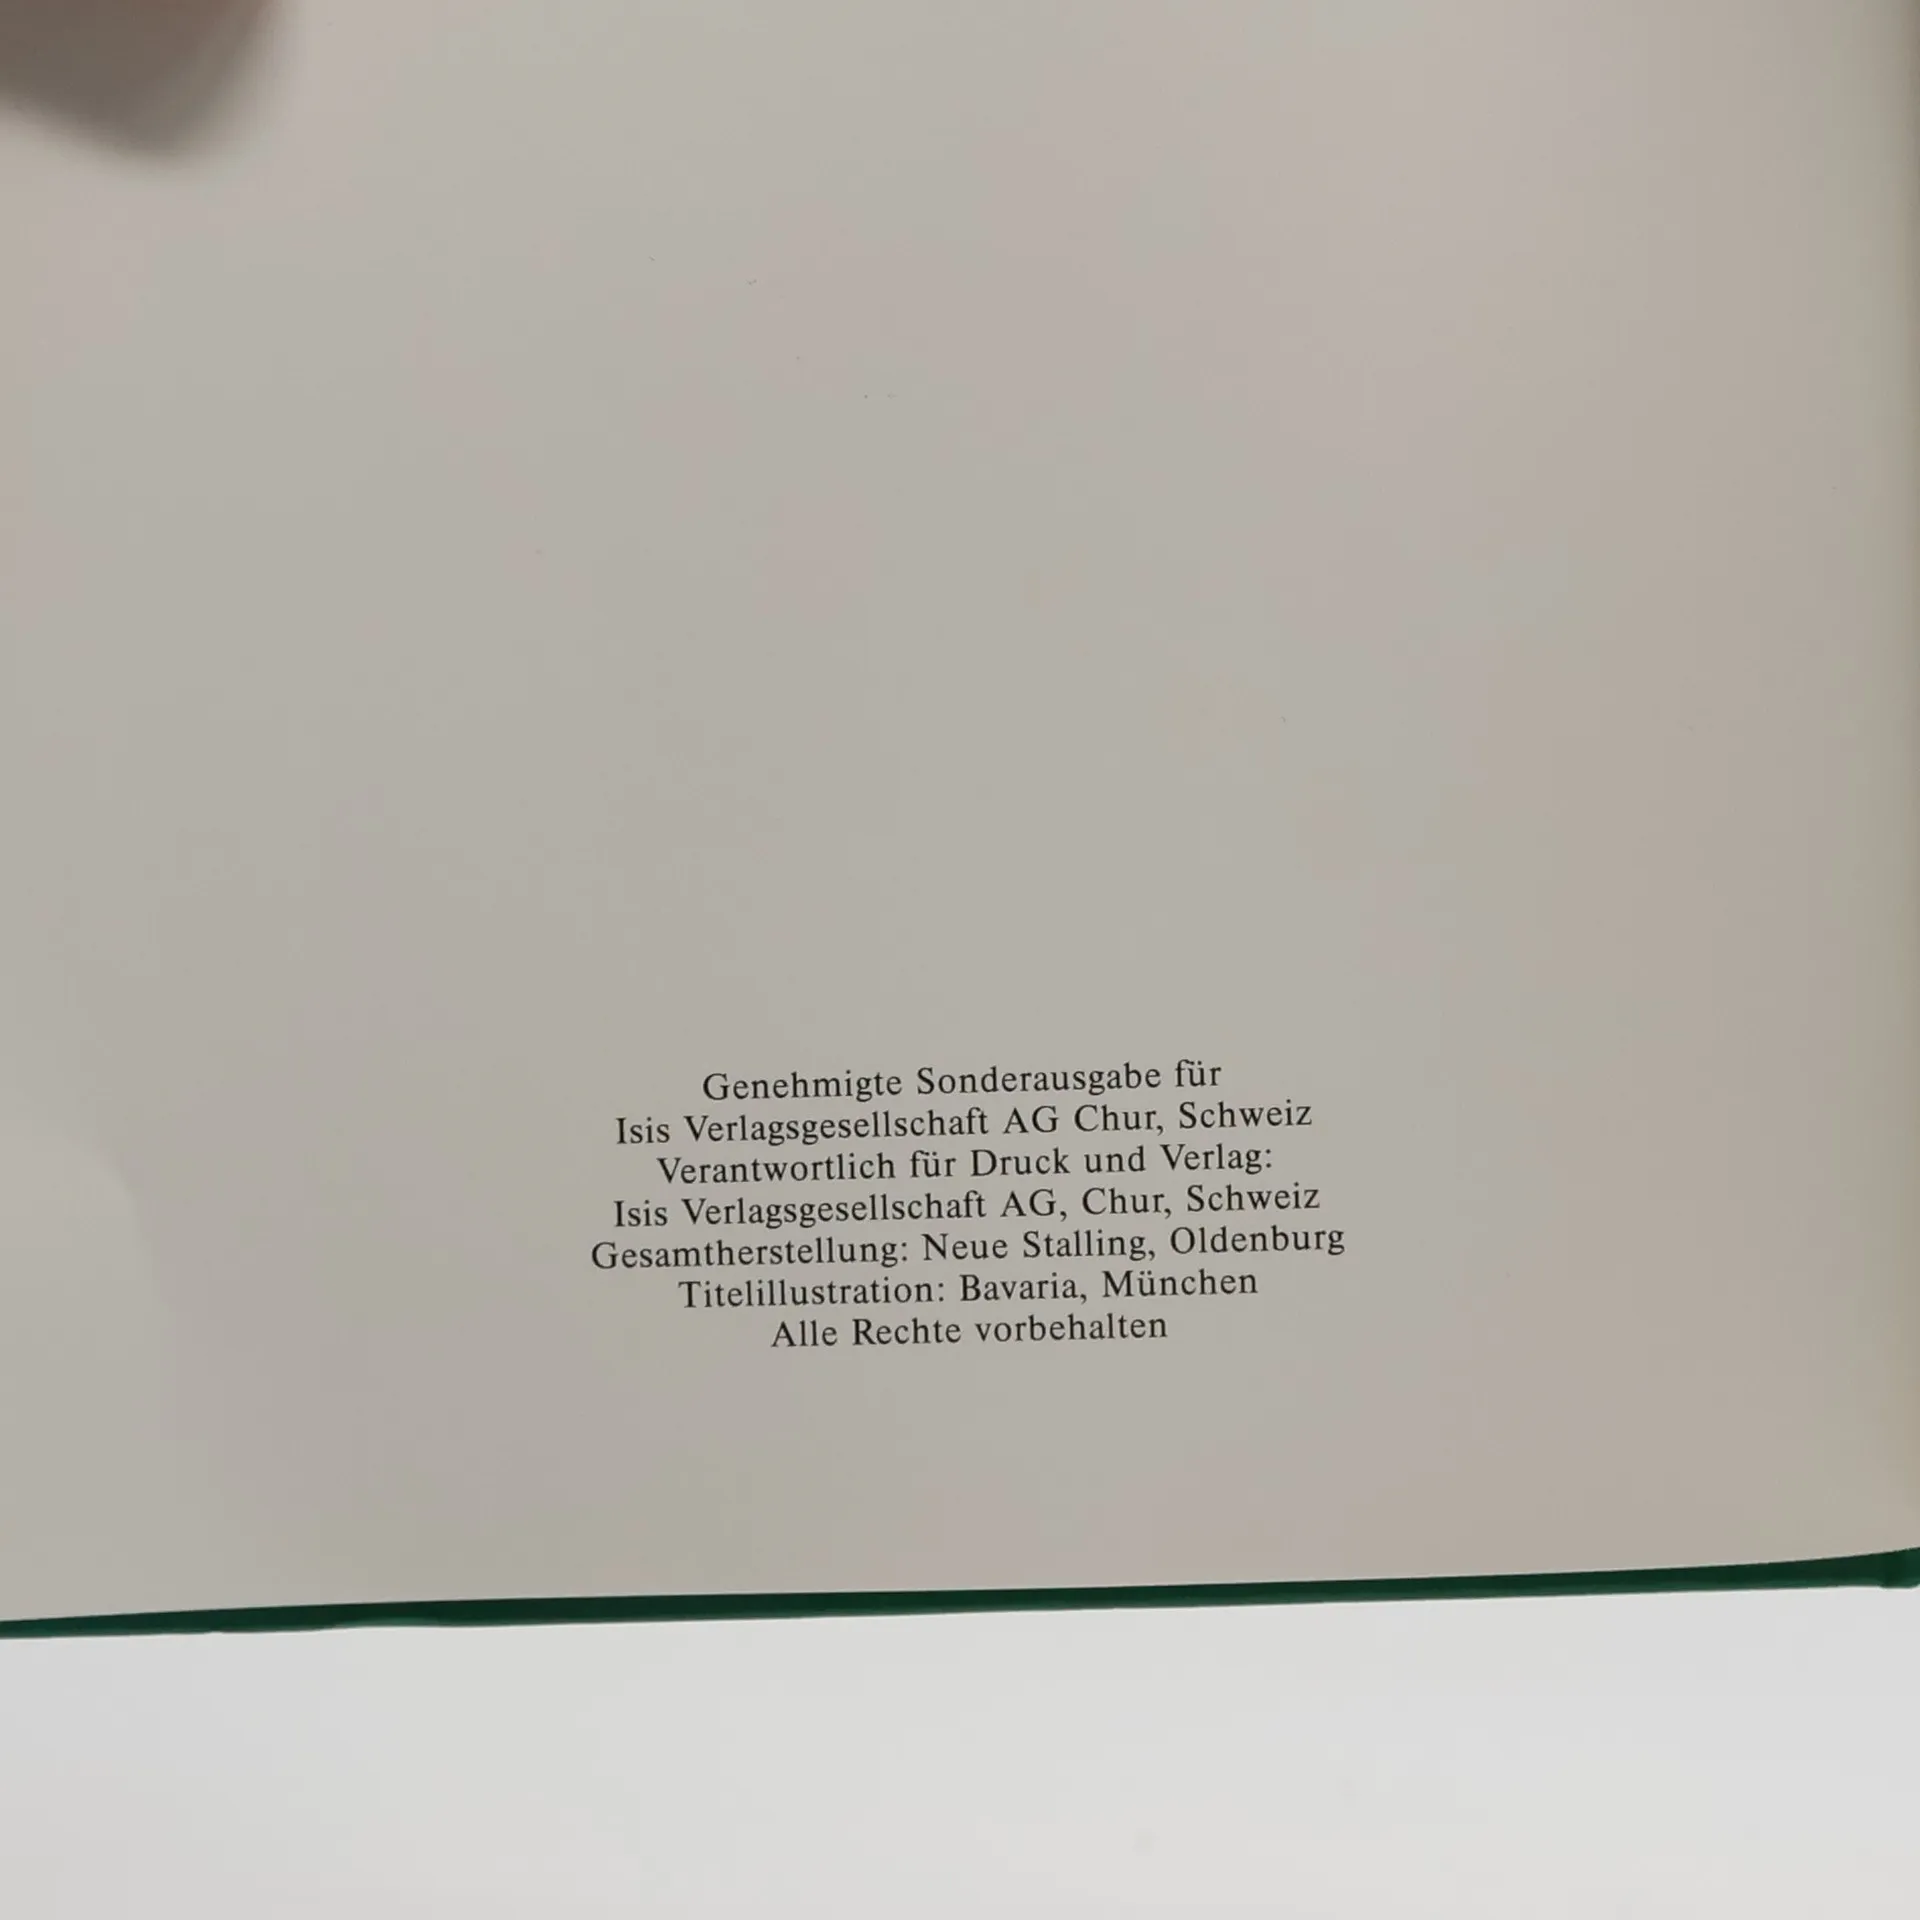 Genehmigte Sonderausgabe für
Isis Verlagsgesellschaft AG Chur, Schweiz
Verantwortlich für Druck und Verlag:
Isis Verlagsgesellschaft AG, Chur, Schweiz
Gesamtherstellung: Neue Stalling, Oldenburg
Titelillustration: Bavaria, München
Alle Rechte vorbehalten